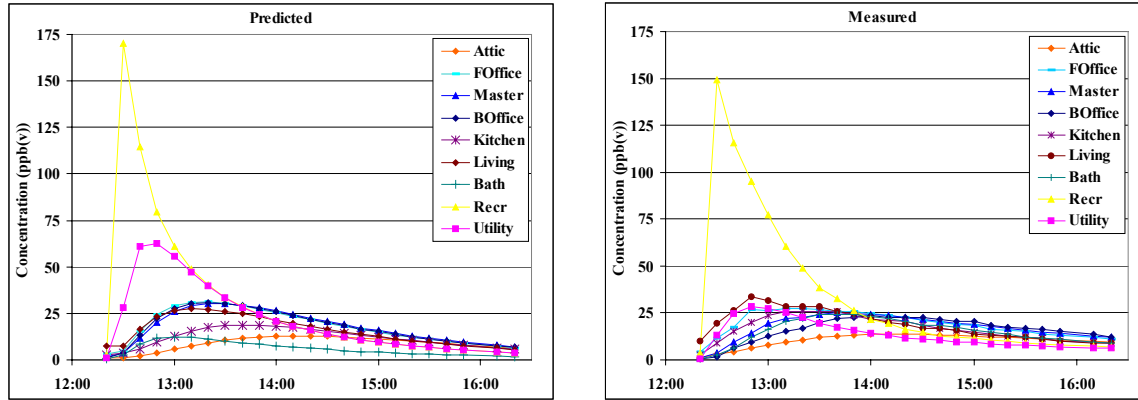 Predicted
Concentration (ppb(v))
175
150
125
100
75
50
25
0
12:00
13:00
14:00
15:00
16:00
Attic
FOffice
Master
BOffice
Kitchen
Living
Bath
Recr
Utility
Measured
Concentration (ppb(v))
175
150
125
100
75
50
25
0
12:00
13:00
14:00
15:00
16:00
Attic
FOffice
Master
BOffice
Kitchen
Living
Bath
Recr
Utility